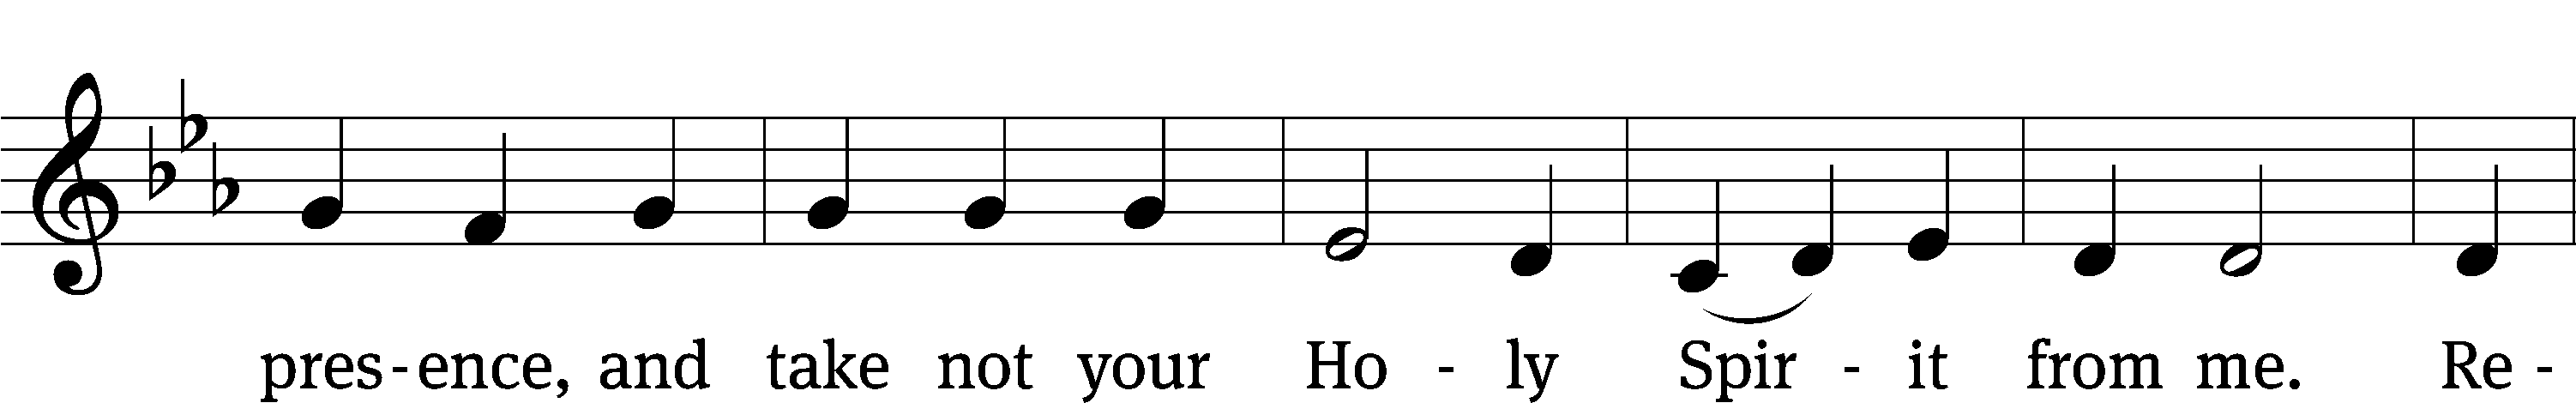 pres - ence, and take not your Ho - ly Spir - it from me. Re -